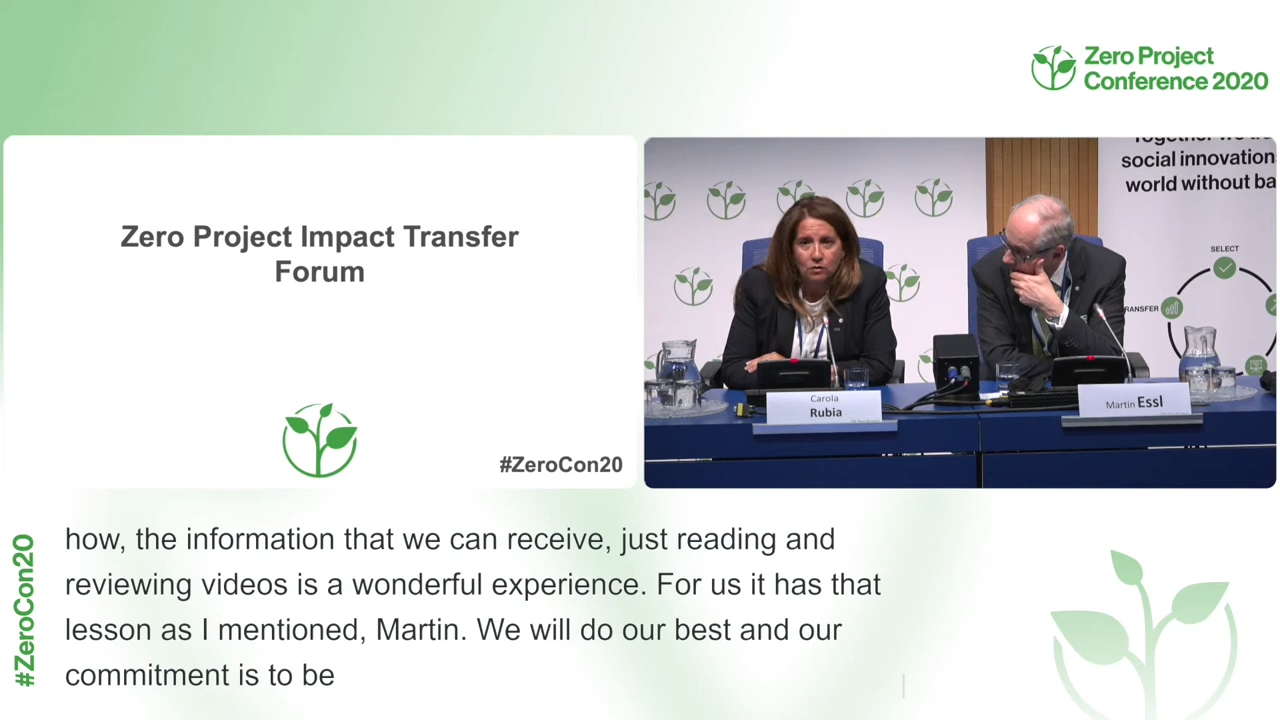 Zero Project
Conference 2020
Zero Project Impact Transfer
Forum
#ZeroCon20
social innovation
world without ba
SELECT
TRANSFER
Carola
Rubia
Martin Essl
#ZeroCon20
how, the information that we can receive, just reading and
reviewing videos is a wonderful experience. For us it has that
lesson as I mentioned, Martin. We will do our best and our
commitment is to be